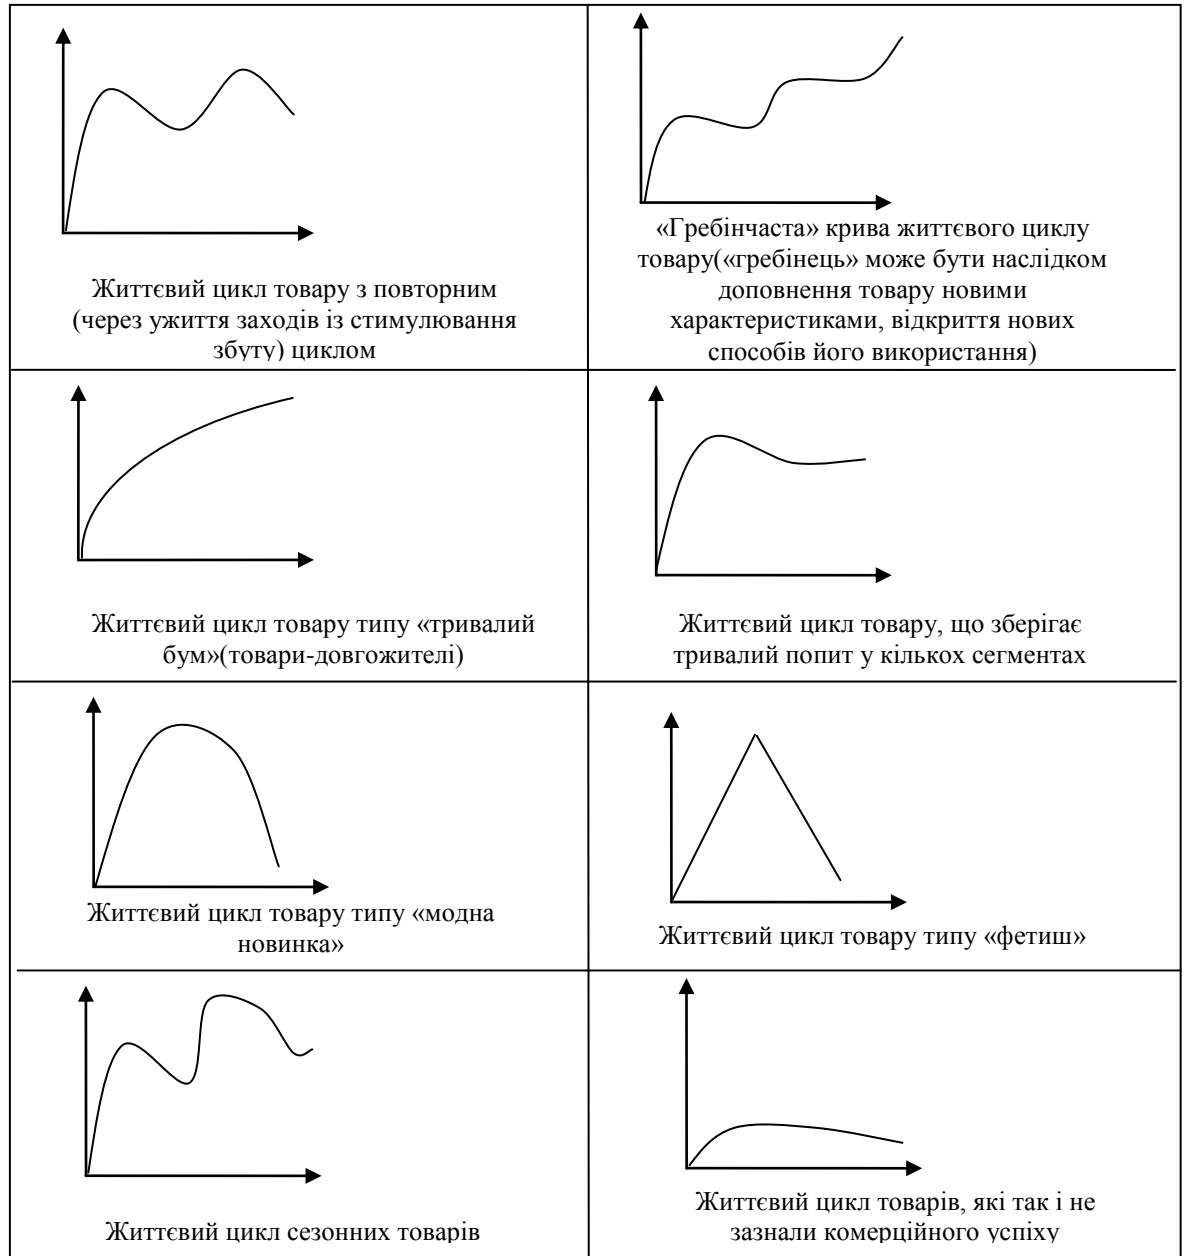 Життєвий цикл товару з повторним
(через ужиття заходів із стимулювання
збуту) циклом
«Гребінчаста» крива життєвого циклу
товару(«гребінець» може бути наслідком
доповнення товару новими
характеристиками, відкриття нових
способів його використання)
Життєвий цикл товару типу «тривалий
бум»(товари-довгожителі)
Життєвий цикл товару, що зберігає
тривалий попит у кількох сегментах
Життєвий цикл товару типу «модна
новинка»
Життєвий цикл товару типу «фетиш»
Життєвий цикл сезонних товарів
Життєвий цикл товарів, які так і не
зазнали комерційного успіху